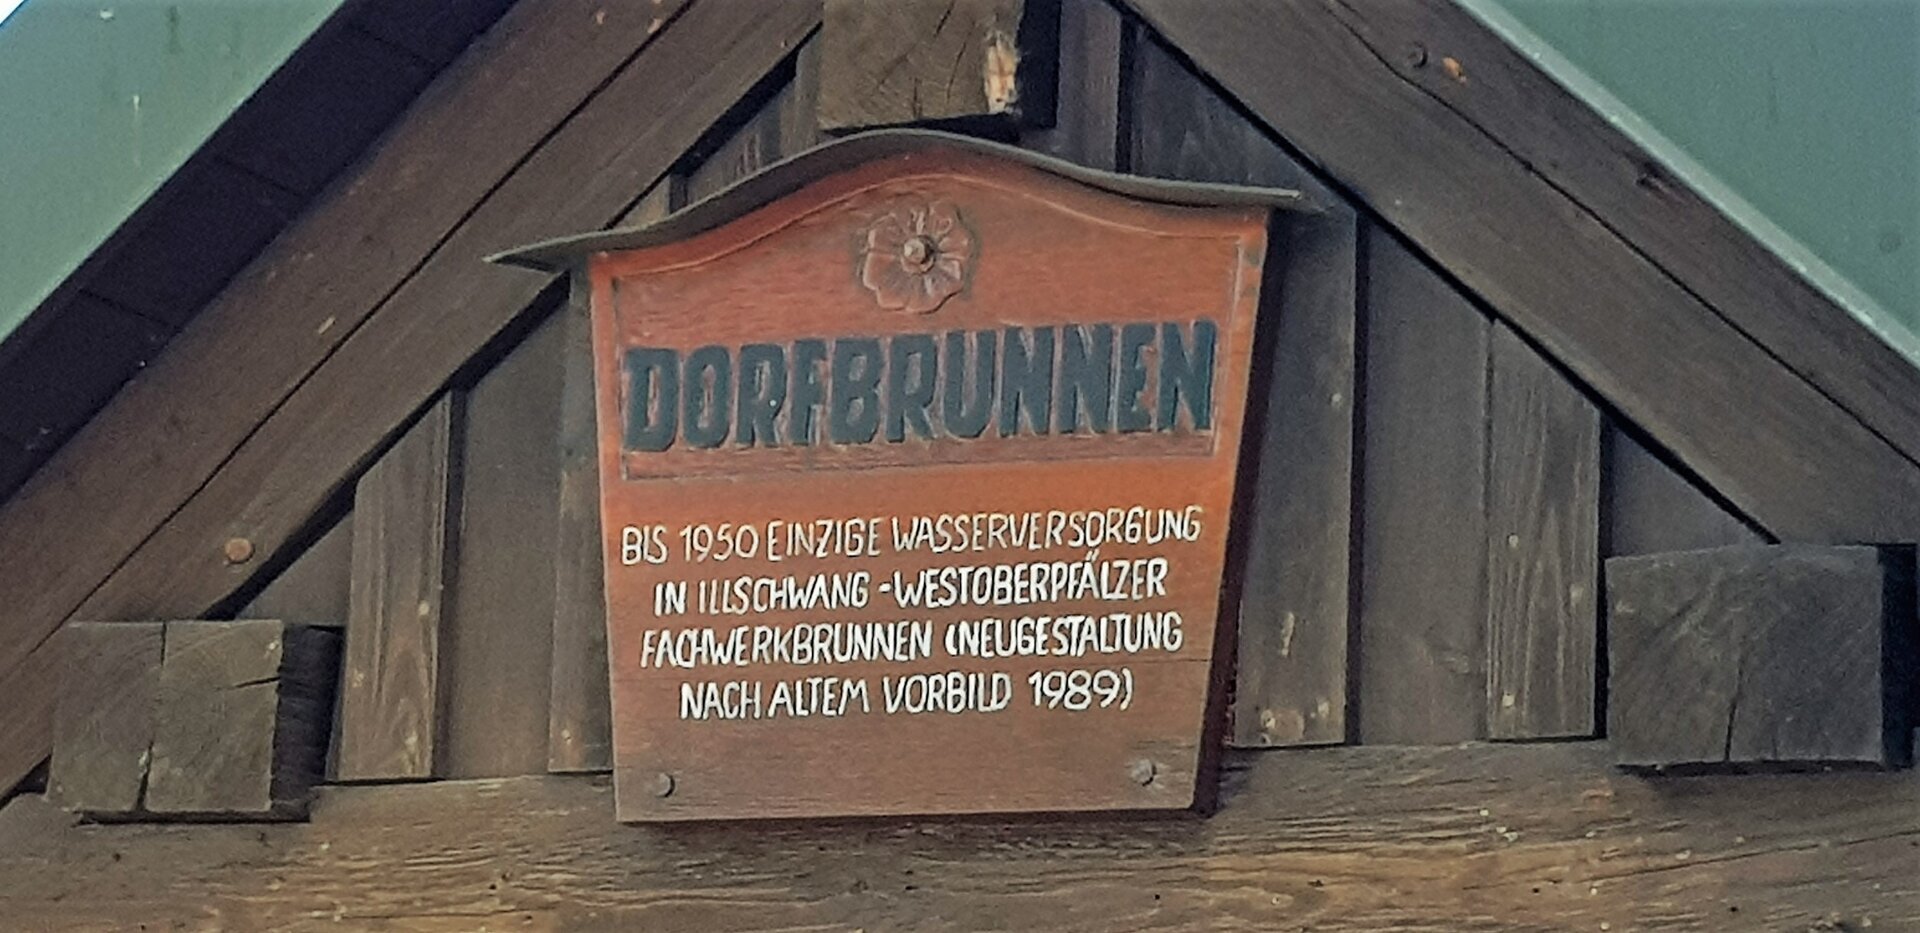 DORFBRUNNEN
BIS 1950 EINZIGE WASSERVERSORGUNG
IN ILLSCHWANG - WESTOBERPFÄLZER
FACHWERKBRUNNEN (NEUGESTALTUNG
NACH ALTEM VORBILD 1989)